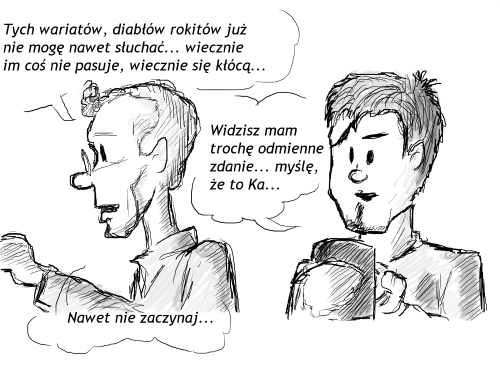 Tych wariatów, diabłów rokitów już
nie mogę nawet słuchać... wiecznie
im coś nie pasuje, wiecznie się kłócą...
Widzisz mam
trochę odmienne
zdanie... myślę,
że to Ka...
Nawet nie zaczynaj...